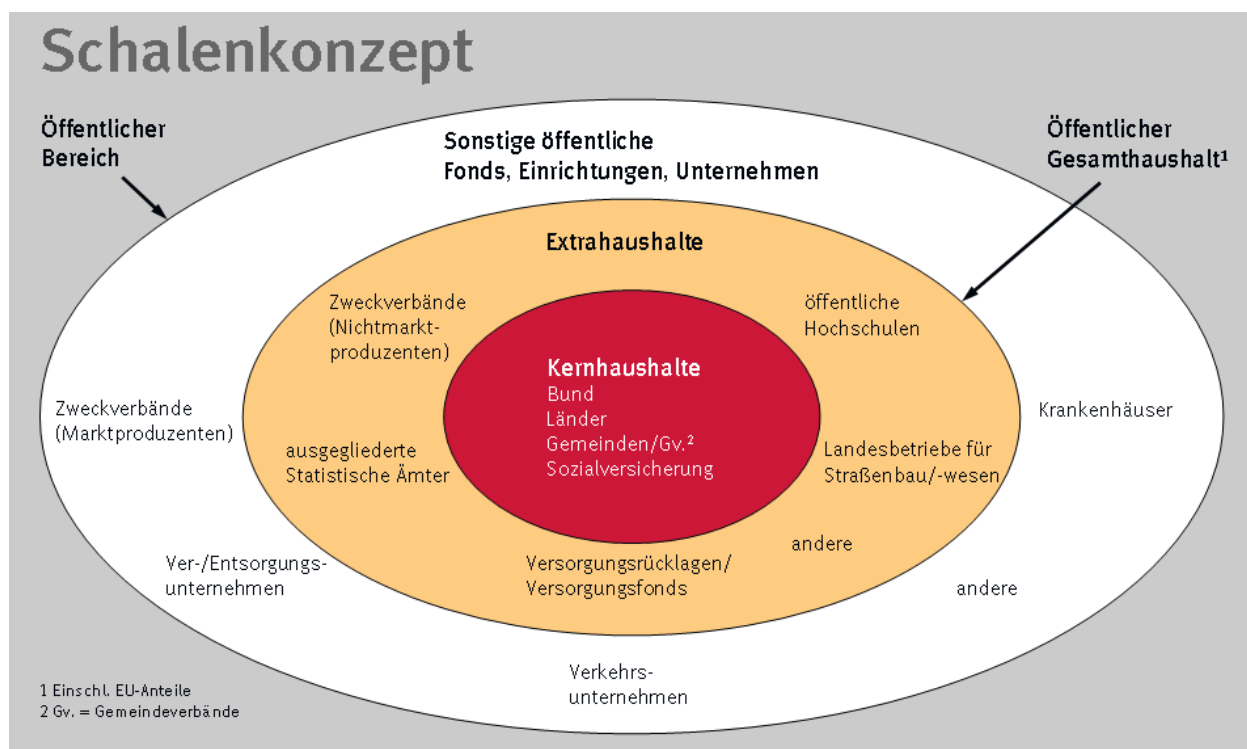 Schalenkonzept
Öffentlicher
Bereich
Sonstige öffentliche
Fonds, Einrichtungen, Unternehmen
Öffentlicher
Gesamthaushalt¹
Extrahaushalte
Zweckverbände
(Nichtmarkt-
produzenten)
öffentliche
Hochschulen
Kernhaushalte
Bund
Länder
Gemeinden/Gv.²
Sozialversicherung
Zweckverbände
(Marktproduzenten)
Krankenhäuser
ausgegliederte
Statistische Ämter
Landesbetriebe für
Straßenbau/-wesen
andere
Ver-/Entsorgungs-
unternehmen
Versorgungsrücklagen/
Versorgungsfonds
andere
Verkehrs-
unternehmen
1 Einschl. EU-Anteile
2 Gv. = Gemeindeverbände